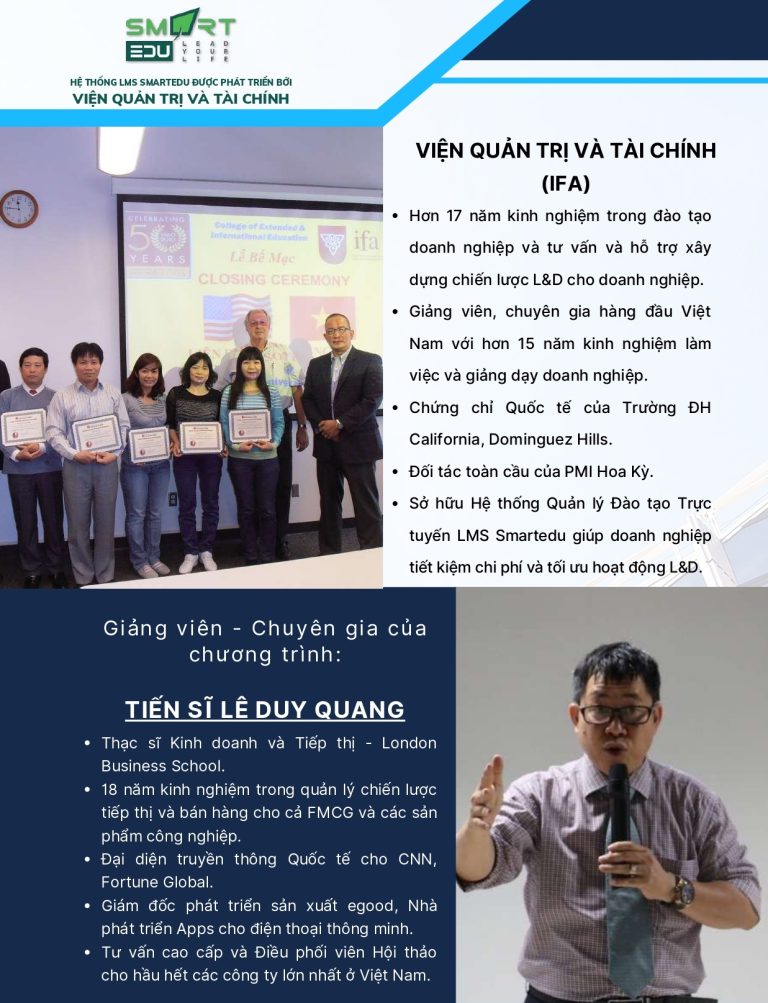 SMART
EDU LEAD YOUR LIFE
HỆ THỐNG LMS SMARTEDU ĐƯỢC PHÁT TRIỂN BỞI
VIỆN QUẢN TRỊ VÀ TÀI CHÍNH
CELEBRATING
50
YEARS
College of Extended &
International Education
ifa
Lễ Bế Mạc
CLOSING CEREMONY
VIỆN QUẢN TRỊ VÀ TÀI CHÍNH
(IFA)
• Hơn 17 năm kinh nghiệm trong đào tạo
doanh nghiệp và tư vấn và hỗ trợ xây
dựng chiến lược L&D cho doanh nghiệp.
• Giảng viên, chuyên gia hàng đầu Việt
Nam với hơn 15 năm kinh nghiệm làm
việc và giảng dạy doanh nghiệp.
• Chứng chỉ Quốc tế của Trường ĐH
California, Dominguez Hills.
• Đối tác toàn cầu của PMI Hoa Kỳ.
• Sở hữu Hệ thống Quản lý Đào tạo Trực
tuyến LMS Smartedu giúp doanh nghiệp
tiết kiệm chi phí và tối ưu hoạt động L&D.
Giảng viên - Chuyên gia của
chương trình:
TIẾN SĨ LÊ DUY QUANG
• Thạc sĩ Kinh doanh và Tiếp thị - London
Business School.
• 18 năm kinh nghiệm trong quản lý chiến lược
tiếp thị và bán hàng cho cả FMCG và các sản
phẩm công nghiệp.
• Đại diện truyền thông Quốc tế cho CNN,
Fortune Global.
• Giám đốc phát triển sản xuất egood, Nhà
phát triển Apps cho điện thoại thông minh.
• Tư vấn cao cấp và Điều phối viên Hội thảo
cho hầu hết các công ty lớn nhất ở Việt Nam.